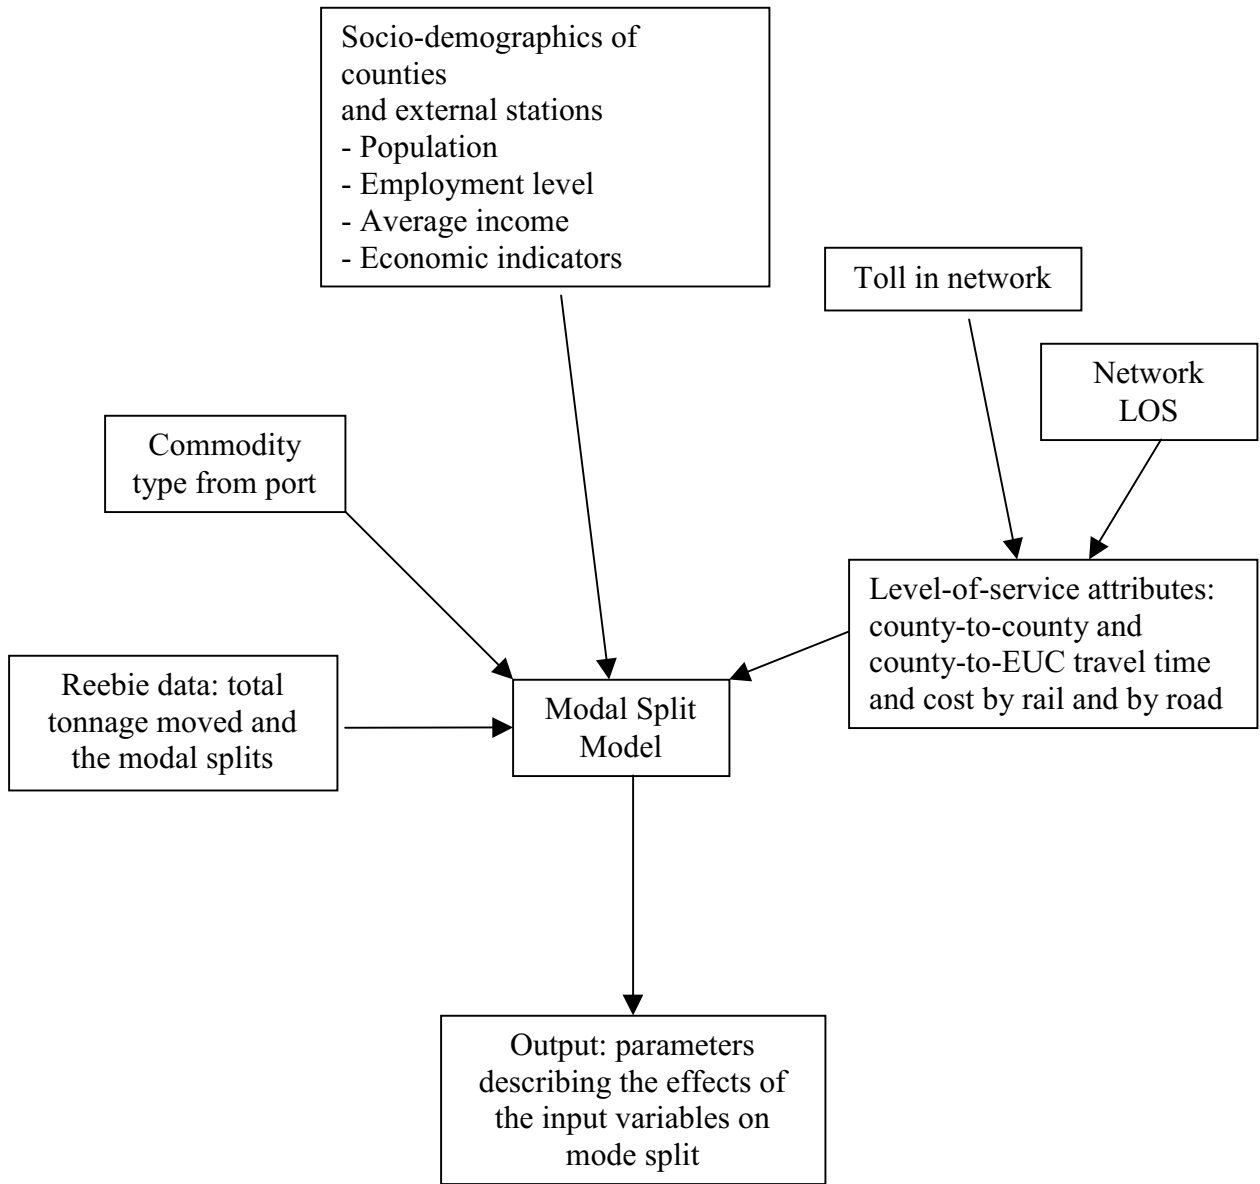 Socio-demographics of
counties
and external stations
- Population
- Employment level
- Average income
- Economic indicators
Toll in network
Network
LOS
Commodity
type from port
Level-of-service attributes:
county-to-county and
county-to-EUC travel time
and cost by rail and by road
Reebie data: total
tonnage moved and
the modal splits
Modal Split
Model
Output: parameters
describing the effects of
the input variables on
mode split